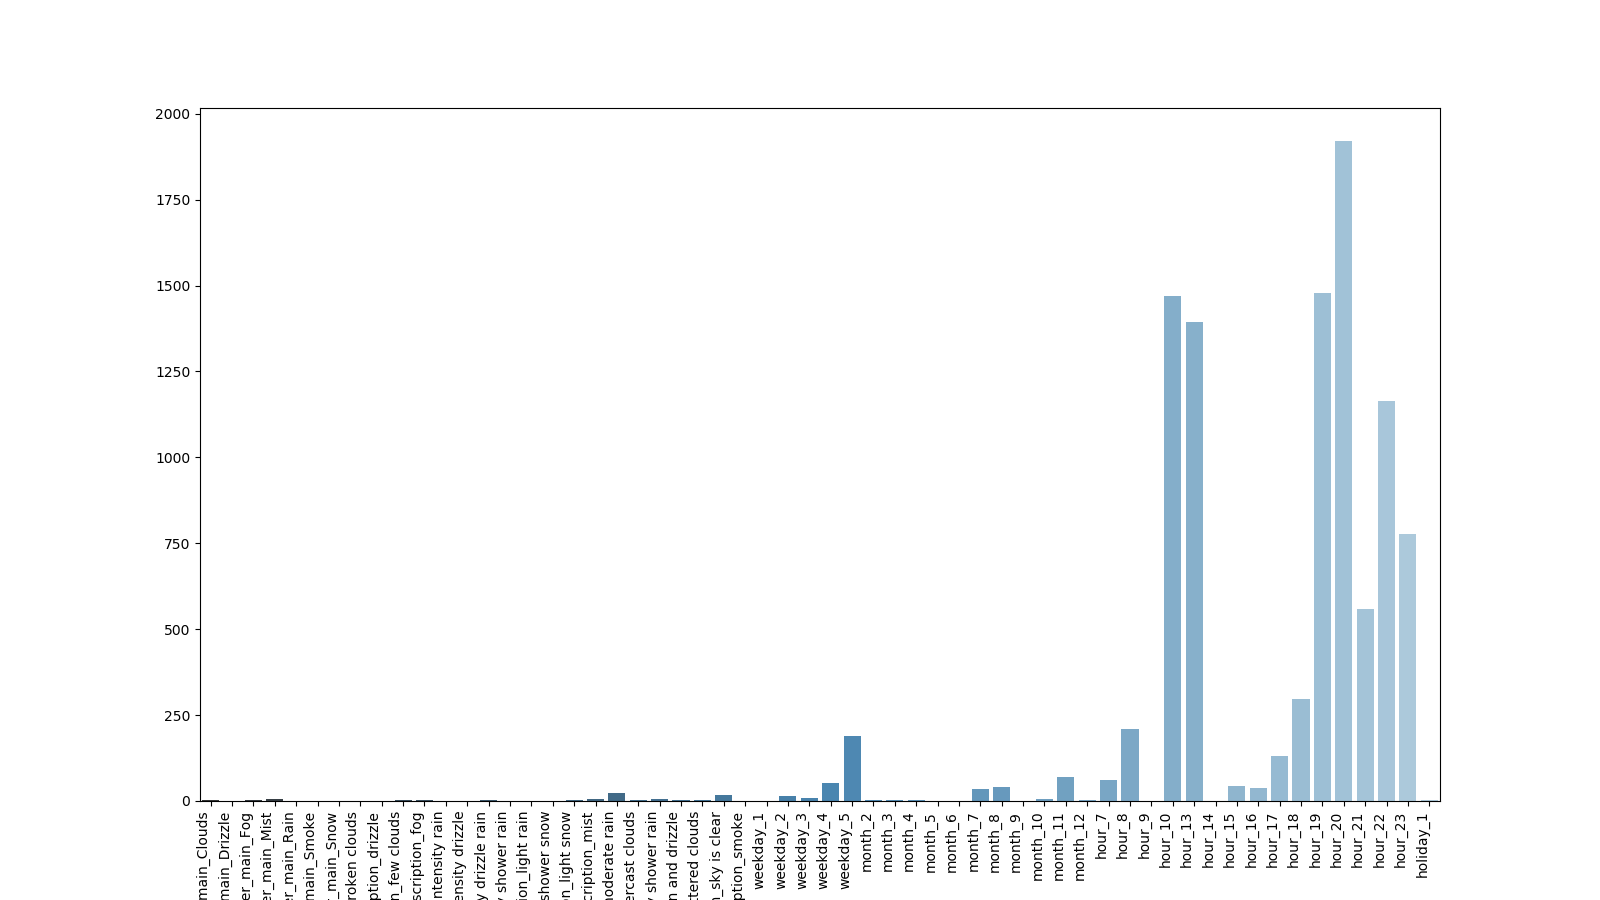 2000
1750
1500
1250
1000
750
500
250
0
main_Clouds
main_Drizzle
er_main_Fog
er_main_Mist
er_main_Rain
main_Smoke
r_main_Snow
roken clouds
ption_drizzle
n_few clouds
scription_fog
ntensity rain
ensity drizzle
y drizzle rain
y shower rain
ion_light rain
shower snow
on_light snow
cription_mist
moderate rain
ercast clouds
y shower rain
n and drizzle
ttered clouds
n_sky is clear
ption_smoke
weekday_1
weekday_2
weekday_3
weekday_4
weekday_5
month_2
month_3
month_4
month_5
month_6
month_7
month_8
month_9
month_10
month_11
month_12
hour_7
hour_8
hour_9
hour_10
hour_13
hour_14
hour_15
hour_16
hour_17
hour_18
hour_19
hour_20
hour_21
hour_22
hour_23
holiday_1